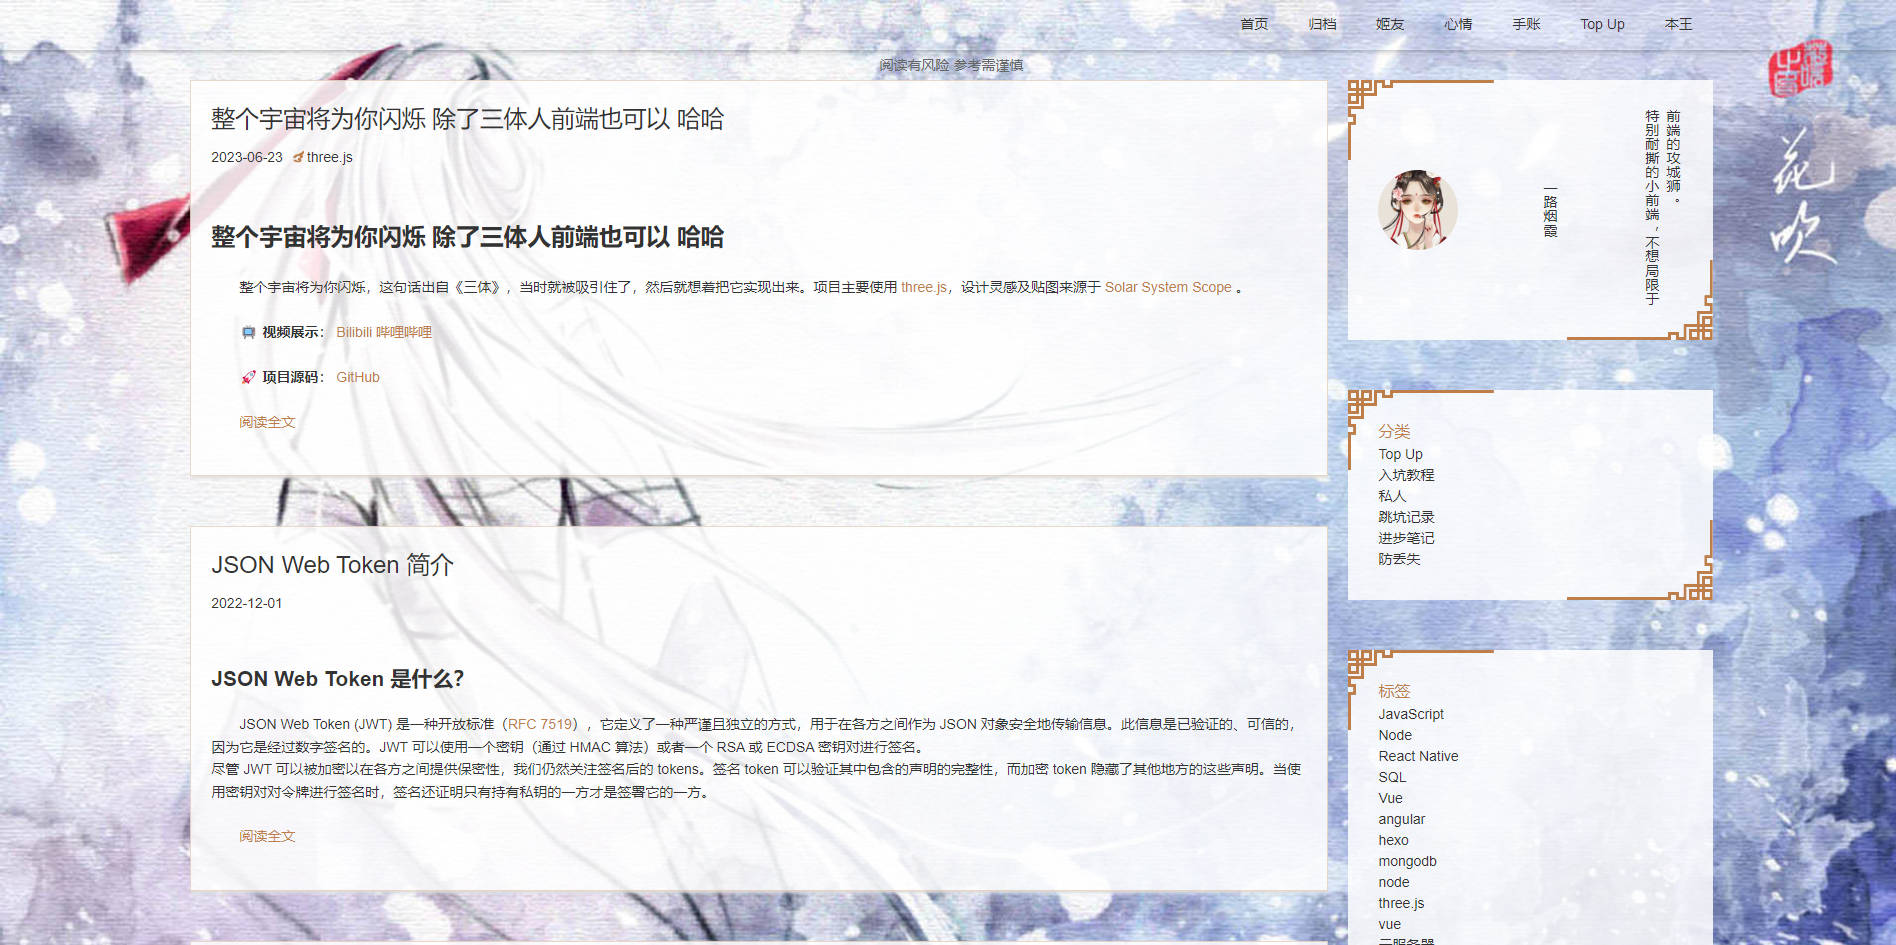 首页 归档 姬友 心情 手账 Top Up 本王
阅读有风险 参考需谨慎
整个宇宙将为你闪烁 除了三体人前端也可以 哈哈
2023-06-23 three.js
整个宇宙将为你闪烁 除了三体人前端也可以 哈哈
整个宇宙将为你闪烁，这句话出自《三体》，当时就被吸引住了，然后就想着把它实现出来。项目主要使用 three.js，设计灵感及贴图来源于 Solar System Scope 。
视频展示： Bilibili 哔哩哔哩
项目源码： GitHub
阅读全文
JSON Web Token 简介
2022-12-01
JSON Web Token 是什么？
JSON Web Token (JWT) 是一种开放标准（RFC 7519），它定义了一种严谨且独立的方式，用于在各方之间作为 JSON 对象安全地传输信息。此信息是已验证的、可信的，
因为它是经过数字签名的。JWT 可以使用一个密钥（通过 HMAC 算法）或者一个 RSA 或 ECDSA 密钥对进行签名。
尽管 JWT 可以被加密以在各方之间提供保密性，我们仍然关注签名后的 tokens。签名 token 可以验证其中包含的声明的完整性，而加密 token 隐藏了其他地方的这些声明。当使
用密钥对对令牌进行签名时，签名还证明只有持有私钥的一方才是签署它的一方。
阅读全文
前端的攻城狮。
特别耐撕的小前端，不想局限于
一路烟霞
分类
Top Up
入坑教程
私人
跳坑记录
进步笔记
防丢失
标签
JavaScript
Node
React Native
SQL
Vue
angular
hexo
mongodb
node
three.js
vue
云服务器
花吹